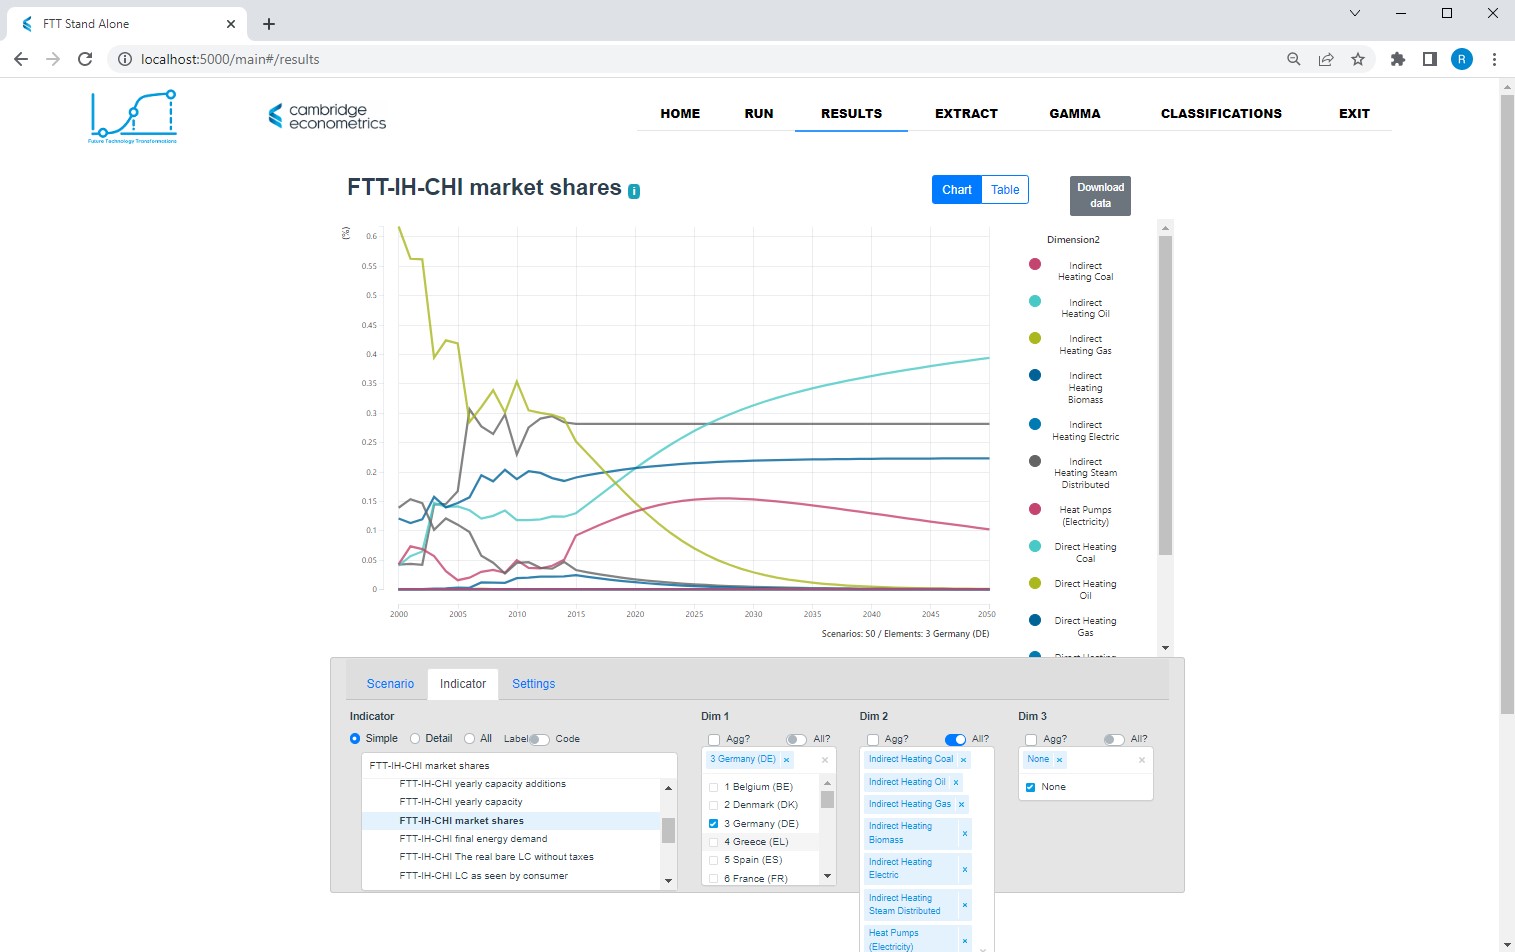 FTT Stand Alone
localhost:5000/main#/results
R
Future Technology Transformations
cambridge
econometrics
HOME
RUN
RESULTS
EXTRACT
GAMMA
CLASSIFICATIONS
EXIT
FTT-IH-CHI market shares i
Chart
Table
Download
data
(%)
0.6
0.55
0.5
0.45
0.4
0.35
0.3
0.25
0.2
0.15
0.1
0.05
0
2000
2005
2010
2015
2020
2025
2030
2035
2040
2045
2050
Scenarios: S0 / Elements: 3 Germany (DE)
Dimension2
Indirect
Heating Coal
Indirect
Heating Oil
Indirect
Heating Gas
Indirect
Heating
Biomass
Indirect
Heating Electric
Indirect
Heating Steam
Distributed
Heat Pumps
(Electricity)
Direct Heating
Coal
Direct Heating
Oil
Direct Heating
Gas
Direct Heating
Scenario
Indicator
Settings
Indicator
Simple
Detail
All
Label
Code
FTT-IH-CHI market shares
FTT-IH-CHI yearly capacity additions
FTT-IH-CHI yearly capacity
FTT-IH-CHI market shares
FTT-IH-CHI final energy demand
FTT-IH-CHI The real bare LC without taxes
FTT-IH-CHI LC as seen by consumer
Dim 1
Agg?
All?
3 Germany (DE) ×
×
1 Belgium (BE)
2 Denmark (DK)
3 Germany (DE)
4 Greece (EL)
5 Spain (ES)
6 France (FR)
Dim 2
Agg?
All?
Indirect Heating Coal ×
Indirect Heating Oil ×
Indirect Heating Gas ×
Indirect Heating
Biomass ×
Indirect Heating
Electric ×
Indirect Heating
Steam Distributed ×
Heat Pumps
(Electricity) ×
Dim 3
Agg?
All?
None ×
×
None